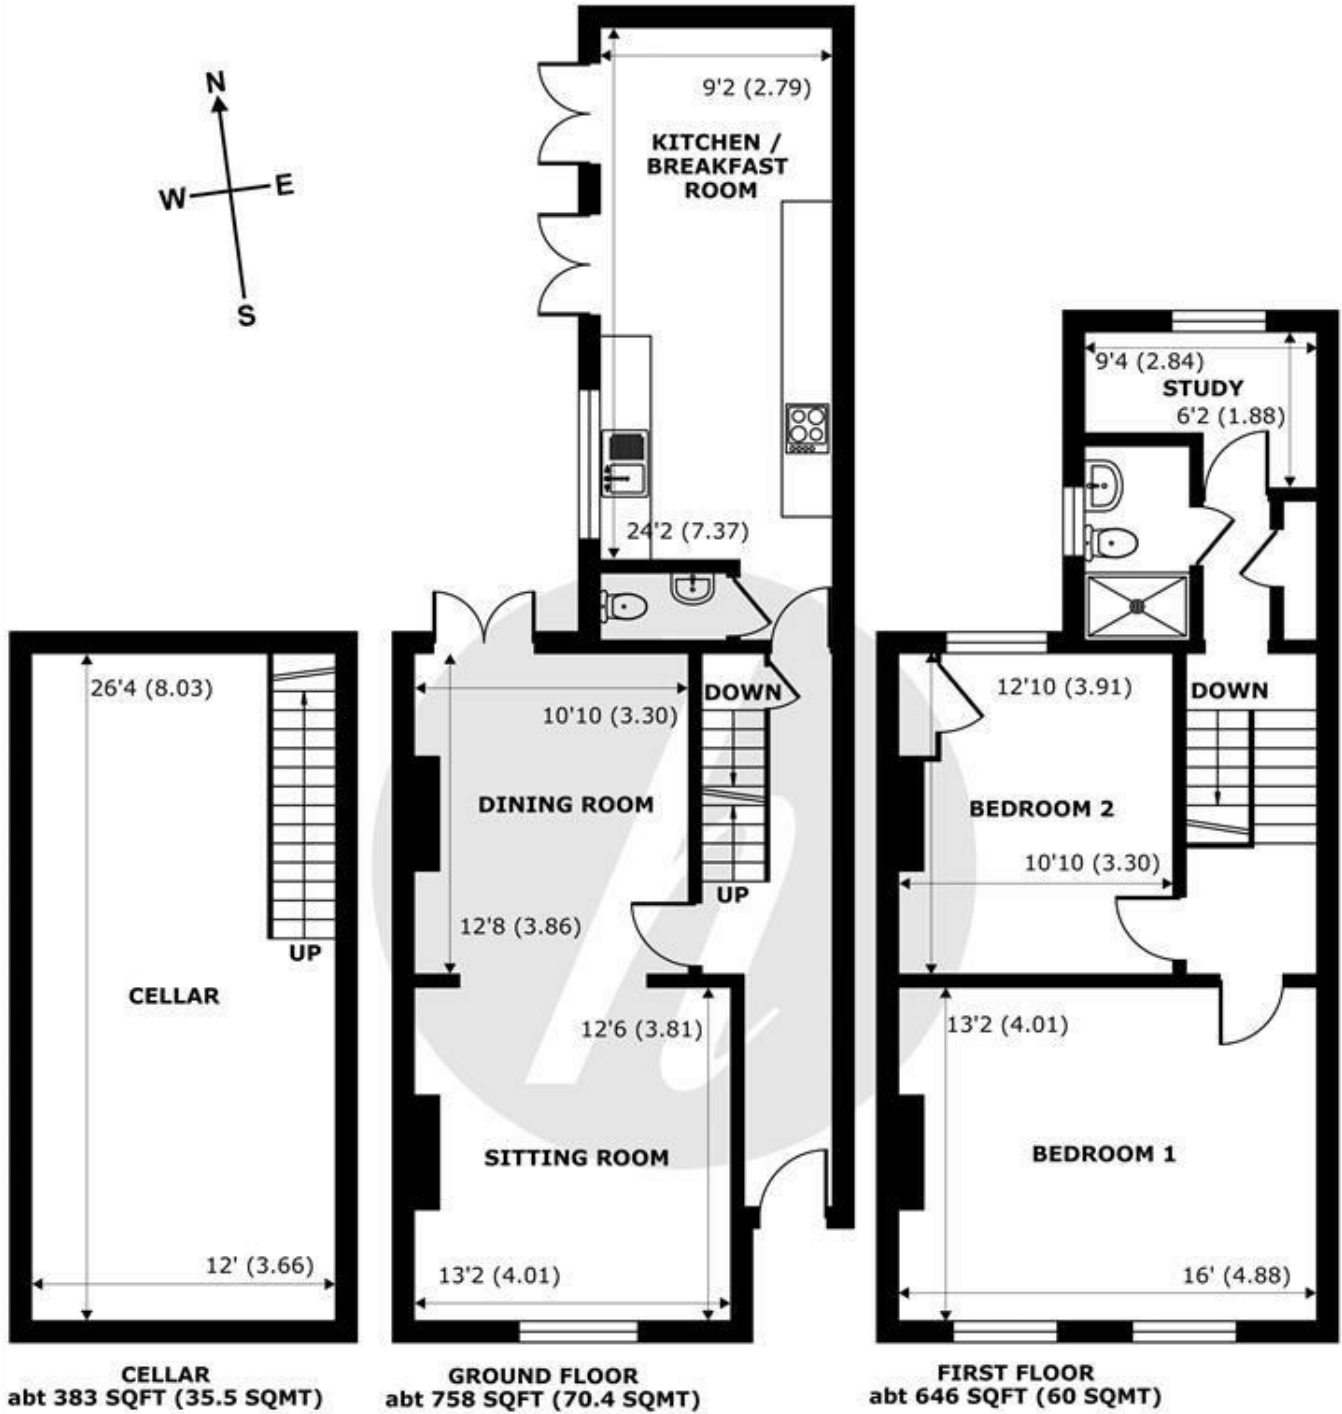 N
W E
S
9'2 (2.79)
KITCHEN /
BREAKFAST
ROOM
24'2 (7.37)
9'4 (2.84)
STUDY
6'2 (1.88)
26'4 (8.03)
UP
CELLAR
12' (3.66)
CELLAR
abt 383 SQFT (35.5 SQMT)
DOWN
10'10 (3.30)
DINING ROOM
UP
12'8 (3.86)
12'6 (3.81)
SITTING ROOM
13'2 (4.01)
GROUND FLOOR
abt 758 SQFT (70.4 SQMT)
12'10 (3.91)
DOWN
BEDROOM 2
10'10 (3.30)
13'2 (4.01)
BEDROOM 1
16' (4.88)
FIRST FLOOR
abt 646 SQFT (60 SQMT)
h